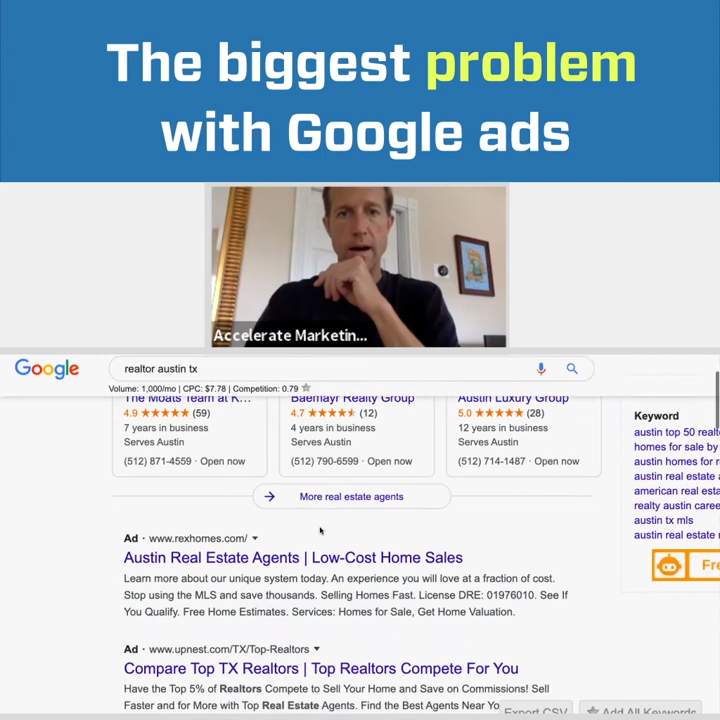 The biggest problem
with Google ads
Accelerate Marketin...
Google
realtor austin tx
Volume: 1,000/mo | CPC: $7.78 | Competition: 0.79
The Moats Team at K...
Baemayr Realty Group
Austin Luxury Group
4.9 (59)
4.7 (12)
5.0 (28)
7 years in business
4 years in business
12 years in business
Serves Austin
Serves Austin
Serves Austin
(512) 871-4559 · Open now
(512) 790-6599 · Open now
(512) 714-1487 · Open now
More real estate agents
Ad · www.rexhomes.com/
Austin Real Estate Agents | Low-Cost Home Sales
Learn more about our unique system today. An experience you will love at a fraction of cost.
Stop using the MLS and save thousands. Selling Homes Fast. License DRE: 01976010. See If
You Qualify. Free Home Estimates. Services: Homes for Sale, Get Home Valuation.
Ad · www.upnest.com/TX/Top-Realtors
Compare Top TX Realtors | Top Realtors Compete For You
Have the Top 5% of Realtors Compete to Sell Your Home and Save on Commissions! Sell
Faster and for More with Top Real Estate Agents. Find the Best Agents Near Yo
Keyword
austin top 50 realt
homes for sale by
austin homes for r
austin real estate a
american real esta
realty austin caree
austin tx mls
austin real estate
Fre
Export CSV
Add All Keywords